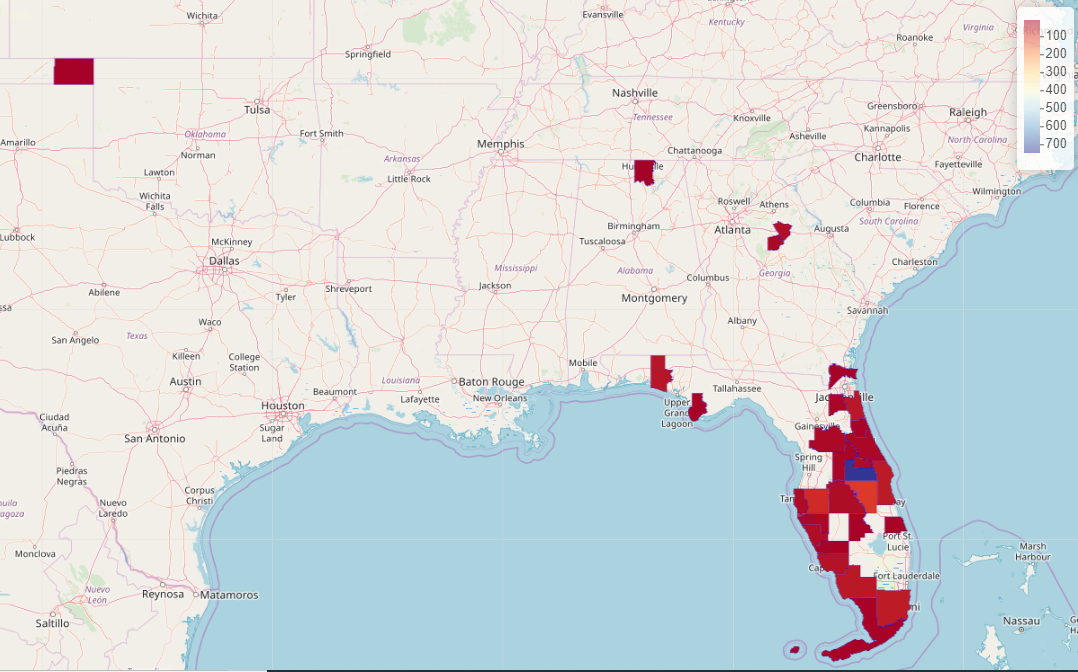 Wichita
Evansville
Kentucky
Virginia
Roanoke
Springfield
100
200
300
400
500
600
700
Nashville
Tulsa
Tennessee
Knoxville
Greensboro
Raleigh
Amarillo
Oklahoma
Norman
Fort Smith
Memphis
Asheville
Kannapolis
North Carolina
Chattanooga
Charlotte
Arkansas
Little Rock
Fayetteville
Lawton
Wilmington
Wichita
Falls
Roswell
Athens
Columbia
Florence
South Carolina
Lubbock
McKinney
Dallas
Birmingham
Tuscaloosa
Atlanta
Augusta
Mississippi
Alabama
Georgia
Charleston
Abilene
Tyler
Shreveport
Jackson
Columbus
Montgomery
Savannah
Waco
Albany
San Angelo
Texas
Killeen
College
Station
Mobile
Austin
Louisiana
Baton Rouge
Tallahassee
Beaumont
Lafayette
New Orleans
Houston
Upper
Grand
Lagoon
Ciudad
Acuña
Sugar
Land
San Antonio
Spring
Hill
Piedras
Negras
Corpus
Christi
Nuevo
Laredo
Port St.
Lucie
Monclova
Marsh
Harbour
Fort Lauderdale
Nuevo
León
Reynosa
Matamoros
Saltillo
Nassau